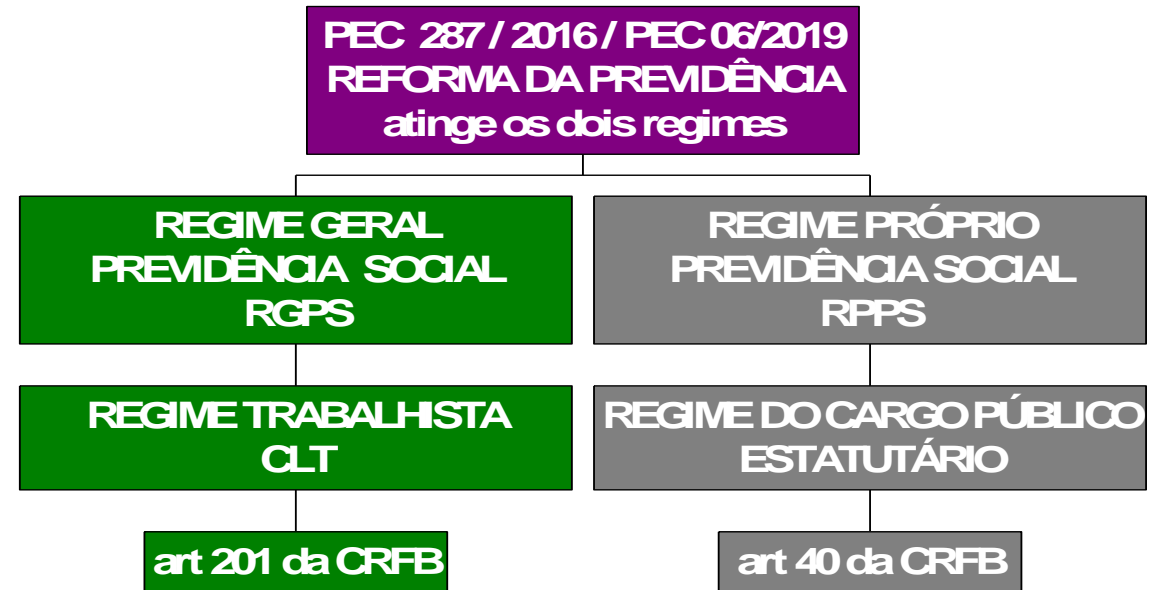 PEC 287 / 2016 / PEC 06/2019
REFORMA DA PREVIDÊNCIA
atinge os dois regimes
REGIME GERAL
PREVIDÊNCIA SOCIAL
RGPS
REGIME PRÓPRIO
PREVIDÊNCIA SOCIAL
RPPS
REGIME TRABALHISTA
CLT
REGIME DO CARGO PÚBLICO
ESTATUTÁRIO
art 201 da CRFB
art 40 da CRFB